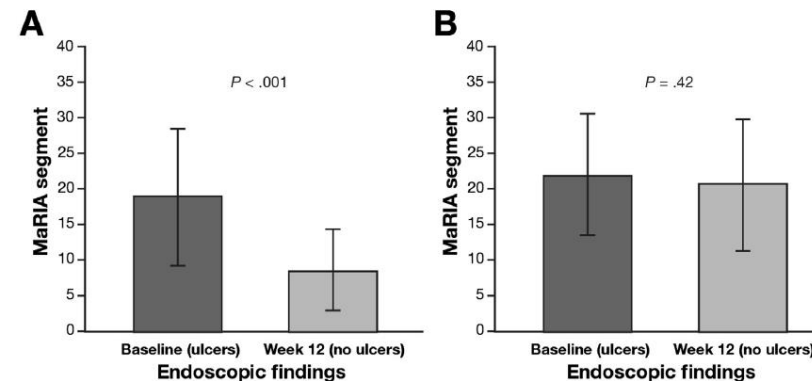 A
MaRIA segment
40
35
30
25
20
15
10
5
0
P < .001
Baseline (ulcers) Week 12 (no ulcers)
Endoscopic findings
B
MaRIA segment
40
35
30
25
20
15
10
5
0
P = .42
Baseline (ulcers) Week 12 (no ulcers)
Endoscopic findings